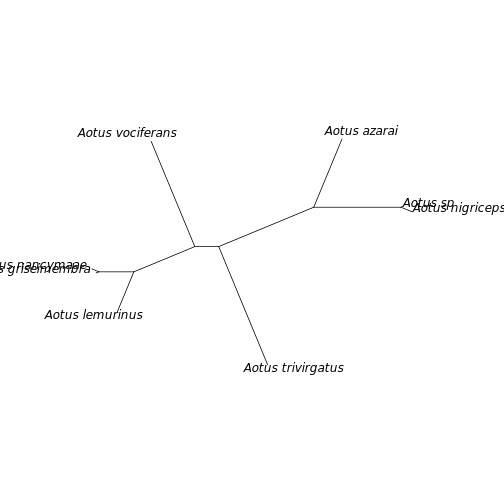 Aotus azarai
Aotus vociferans
Aotus sp
Aotus nigriceps
us nancymaae
s griseimembra
Aotus lemurinus
Aotus trivirgatus